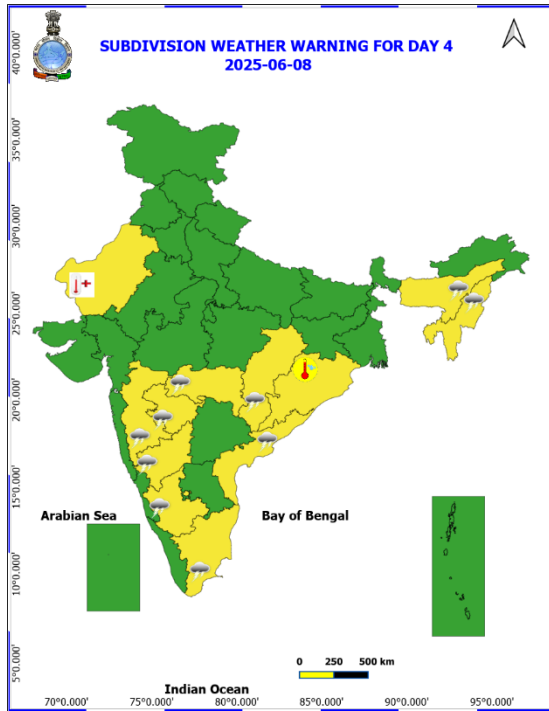 SUBDIVISION WEATHER WARNING FOR DAY 4
2025-06-08
40°0.000'
35°0.000'
30°0.000'
25°0.000'
20°0.000'
15°0.000'
10°0.000'
5°0.000'
Arabian Sea
Bay of Bengal
0 250 500 km
Indian Ocean
70°0.000' 75°0.000' 80°0.000' 85°0.000' 90°0.000' 95°0.000'